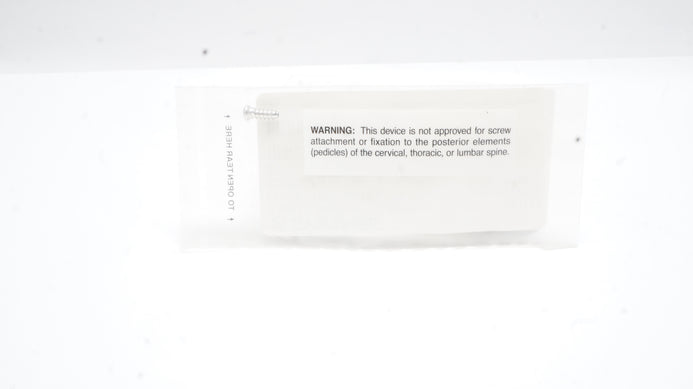 WARNING: This device is not approved for screw
attachment or fixation to the posterior elements
(pedicles) of the cervical, thoracic, or lumbar spine.
TO OPEN TEAR HERE